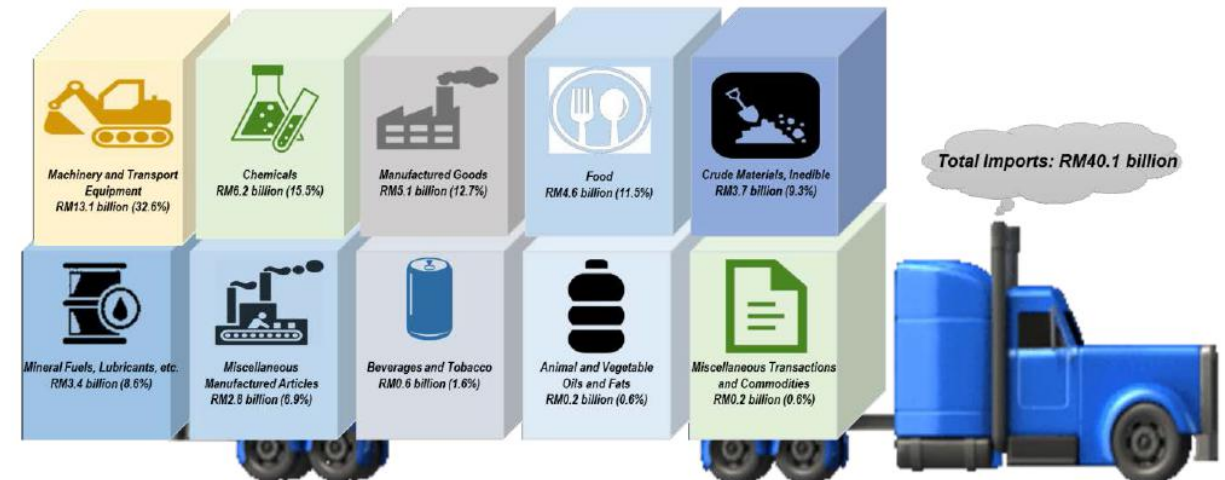 Total Imports: RM40.1 billion
Machinery and Transport
Equipment
RM13.1 billion (32.6%)
Chemicals
RM6.2 billion (15.5%)
Manufactured Goods
RM5.1 billion (12.7%)
Food
RM4.6 billion (11.5%)
Crude Materials, Inedible
RM3.7 billion (9.3%)
Mineral Fuels, Lubricants, etc.
RM3.4 billion (8.6%)
Miscellaneous
Manufactured Articles
RM2.8 billion (6.9%)
Beverages and Tobacco
RM0.6 billion (1.6%)
Animal and Vegetable
Oils and Fats
RM0.2 billion (0.6%)
Miscellaneous Transactions
and Commodities
RM0.2 billion (0.6%)